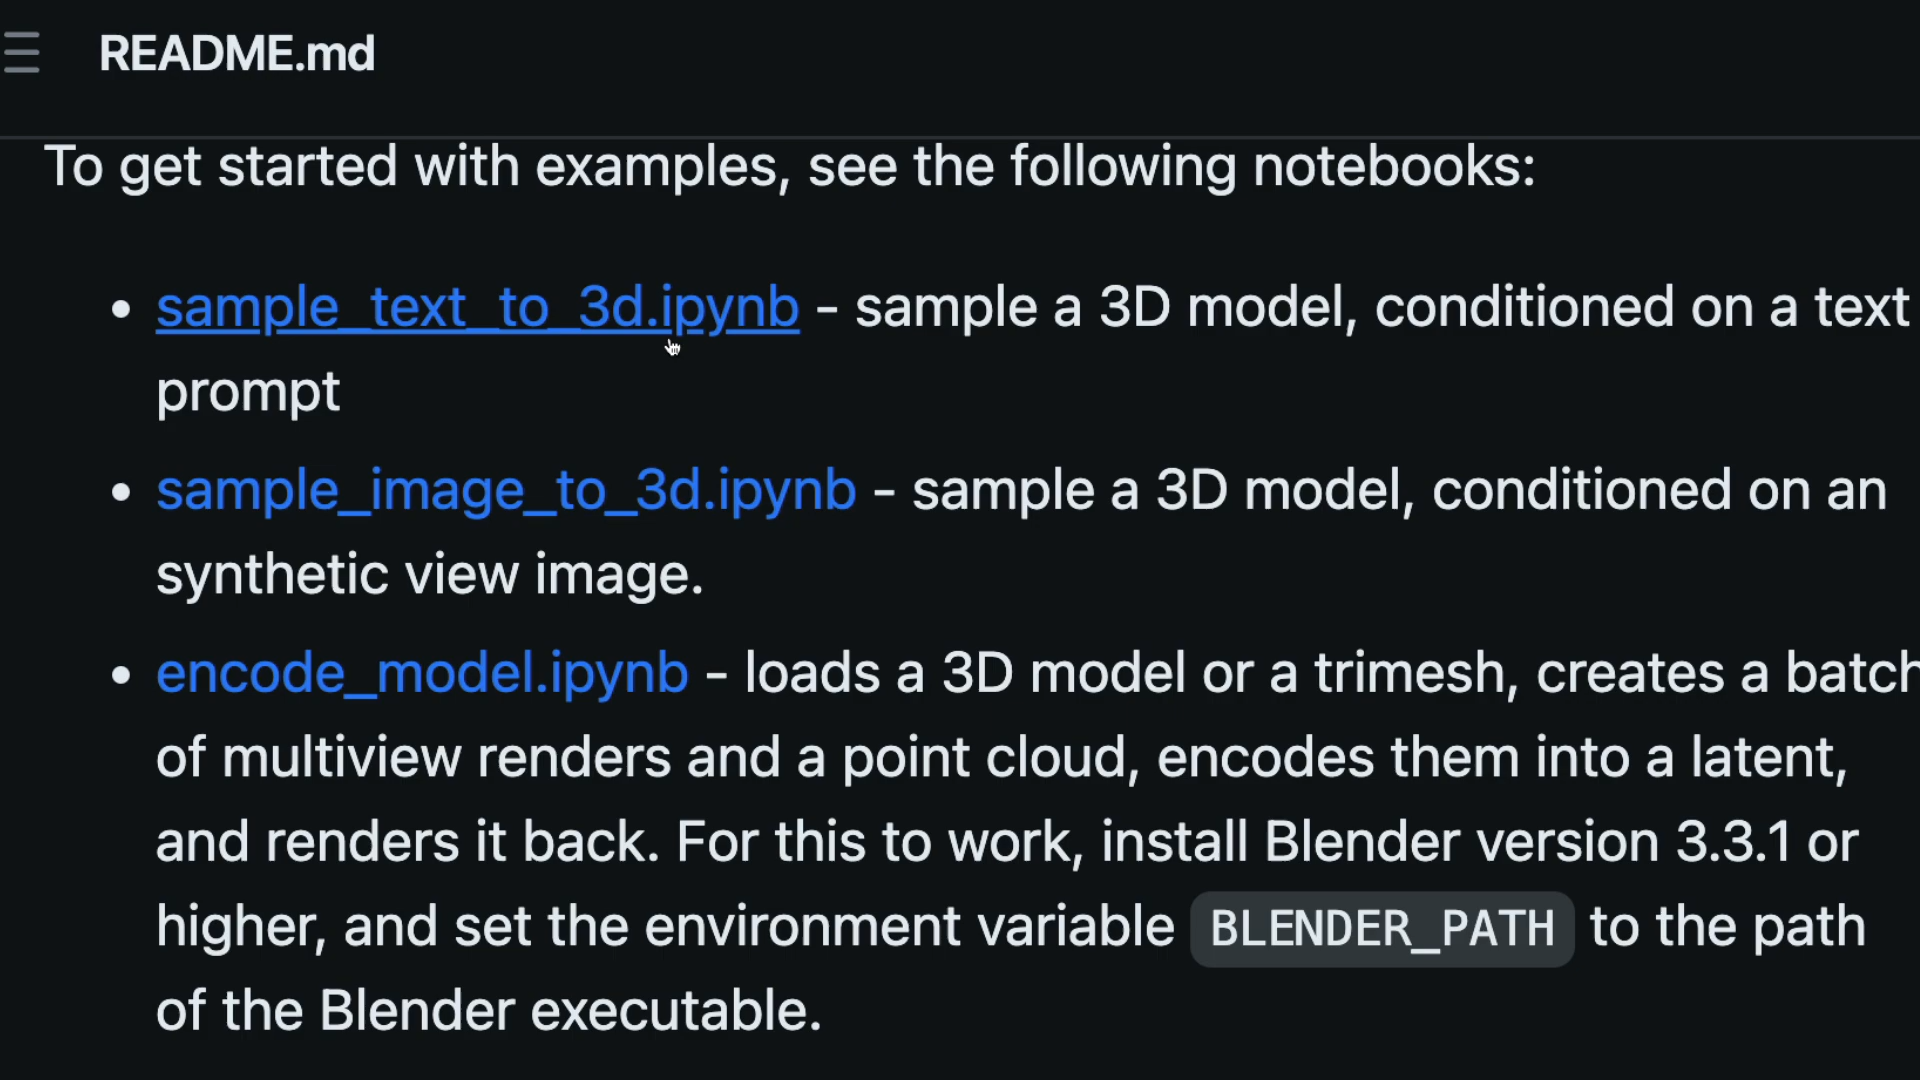 README.md
To get started with examples, see the following notebooks:
• sample_text_to_3d.ipynb - sample a 3D model, conditioned on a text
prompt
• sample_image_to_3d.ipynb - sample a 3D model, conditioned on an
synthetic view image.
• encode_model.ipynb - loads a 3D model or a trimesh, creates a batch
of multiview renders and a point cloud, encodes them into a latent,
and renders it back. For this to work, install Blender version 3.3.1 or
higher, and set the environment variable BLENDER_PATH to the path
of the Blender executable.